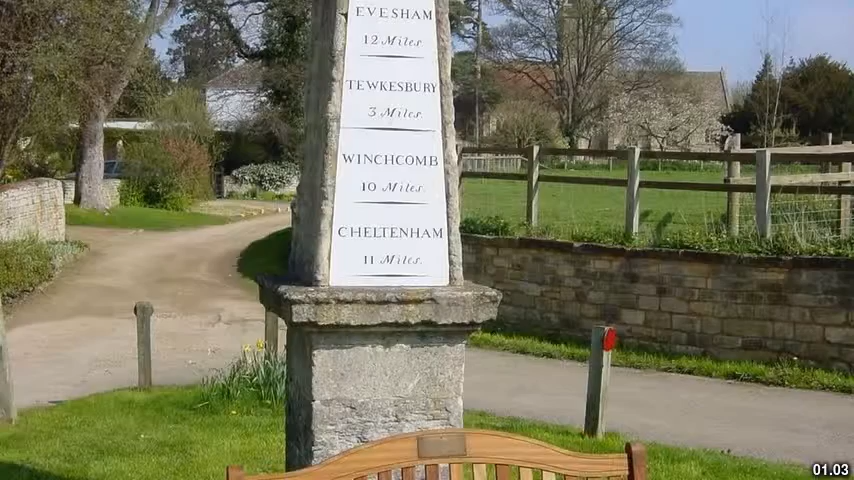 EVESHAM
12 Miles.
TEWKESBURY
3 Miles.
WINCHCOMB
10 Miles.
CHELTENHAM
11 Miles.
01.03